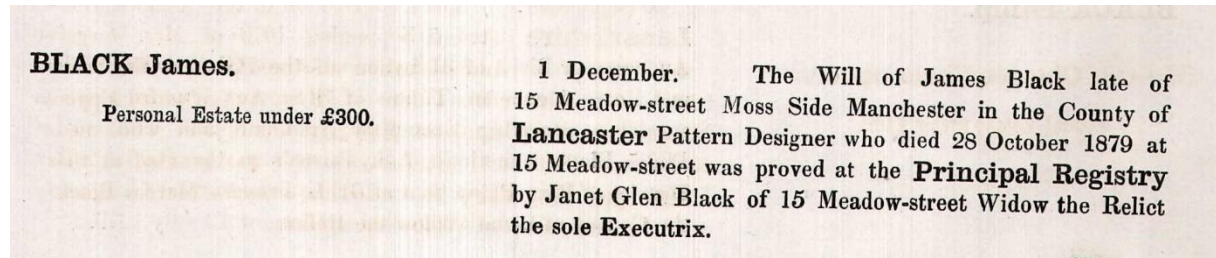 BLACK James.
Personal Estate under £300.
1 December. The Will of James Black late of
15 Meadow-street Moss Side Manchester in the County of
Lancaster Pattern Designer who died 28 October 1879 at
15 Meadow-street was proved at the Principal Registry
by Janet Glen Black of 15 Meadow-street Widow the Relict
the sole Executrix.